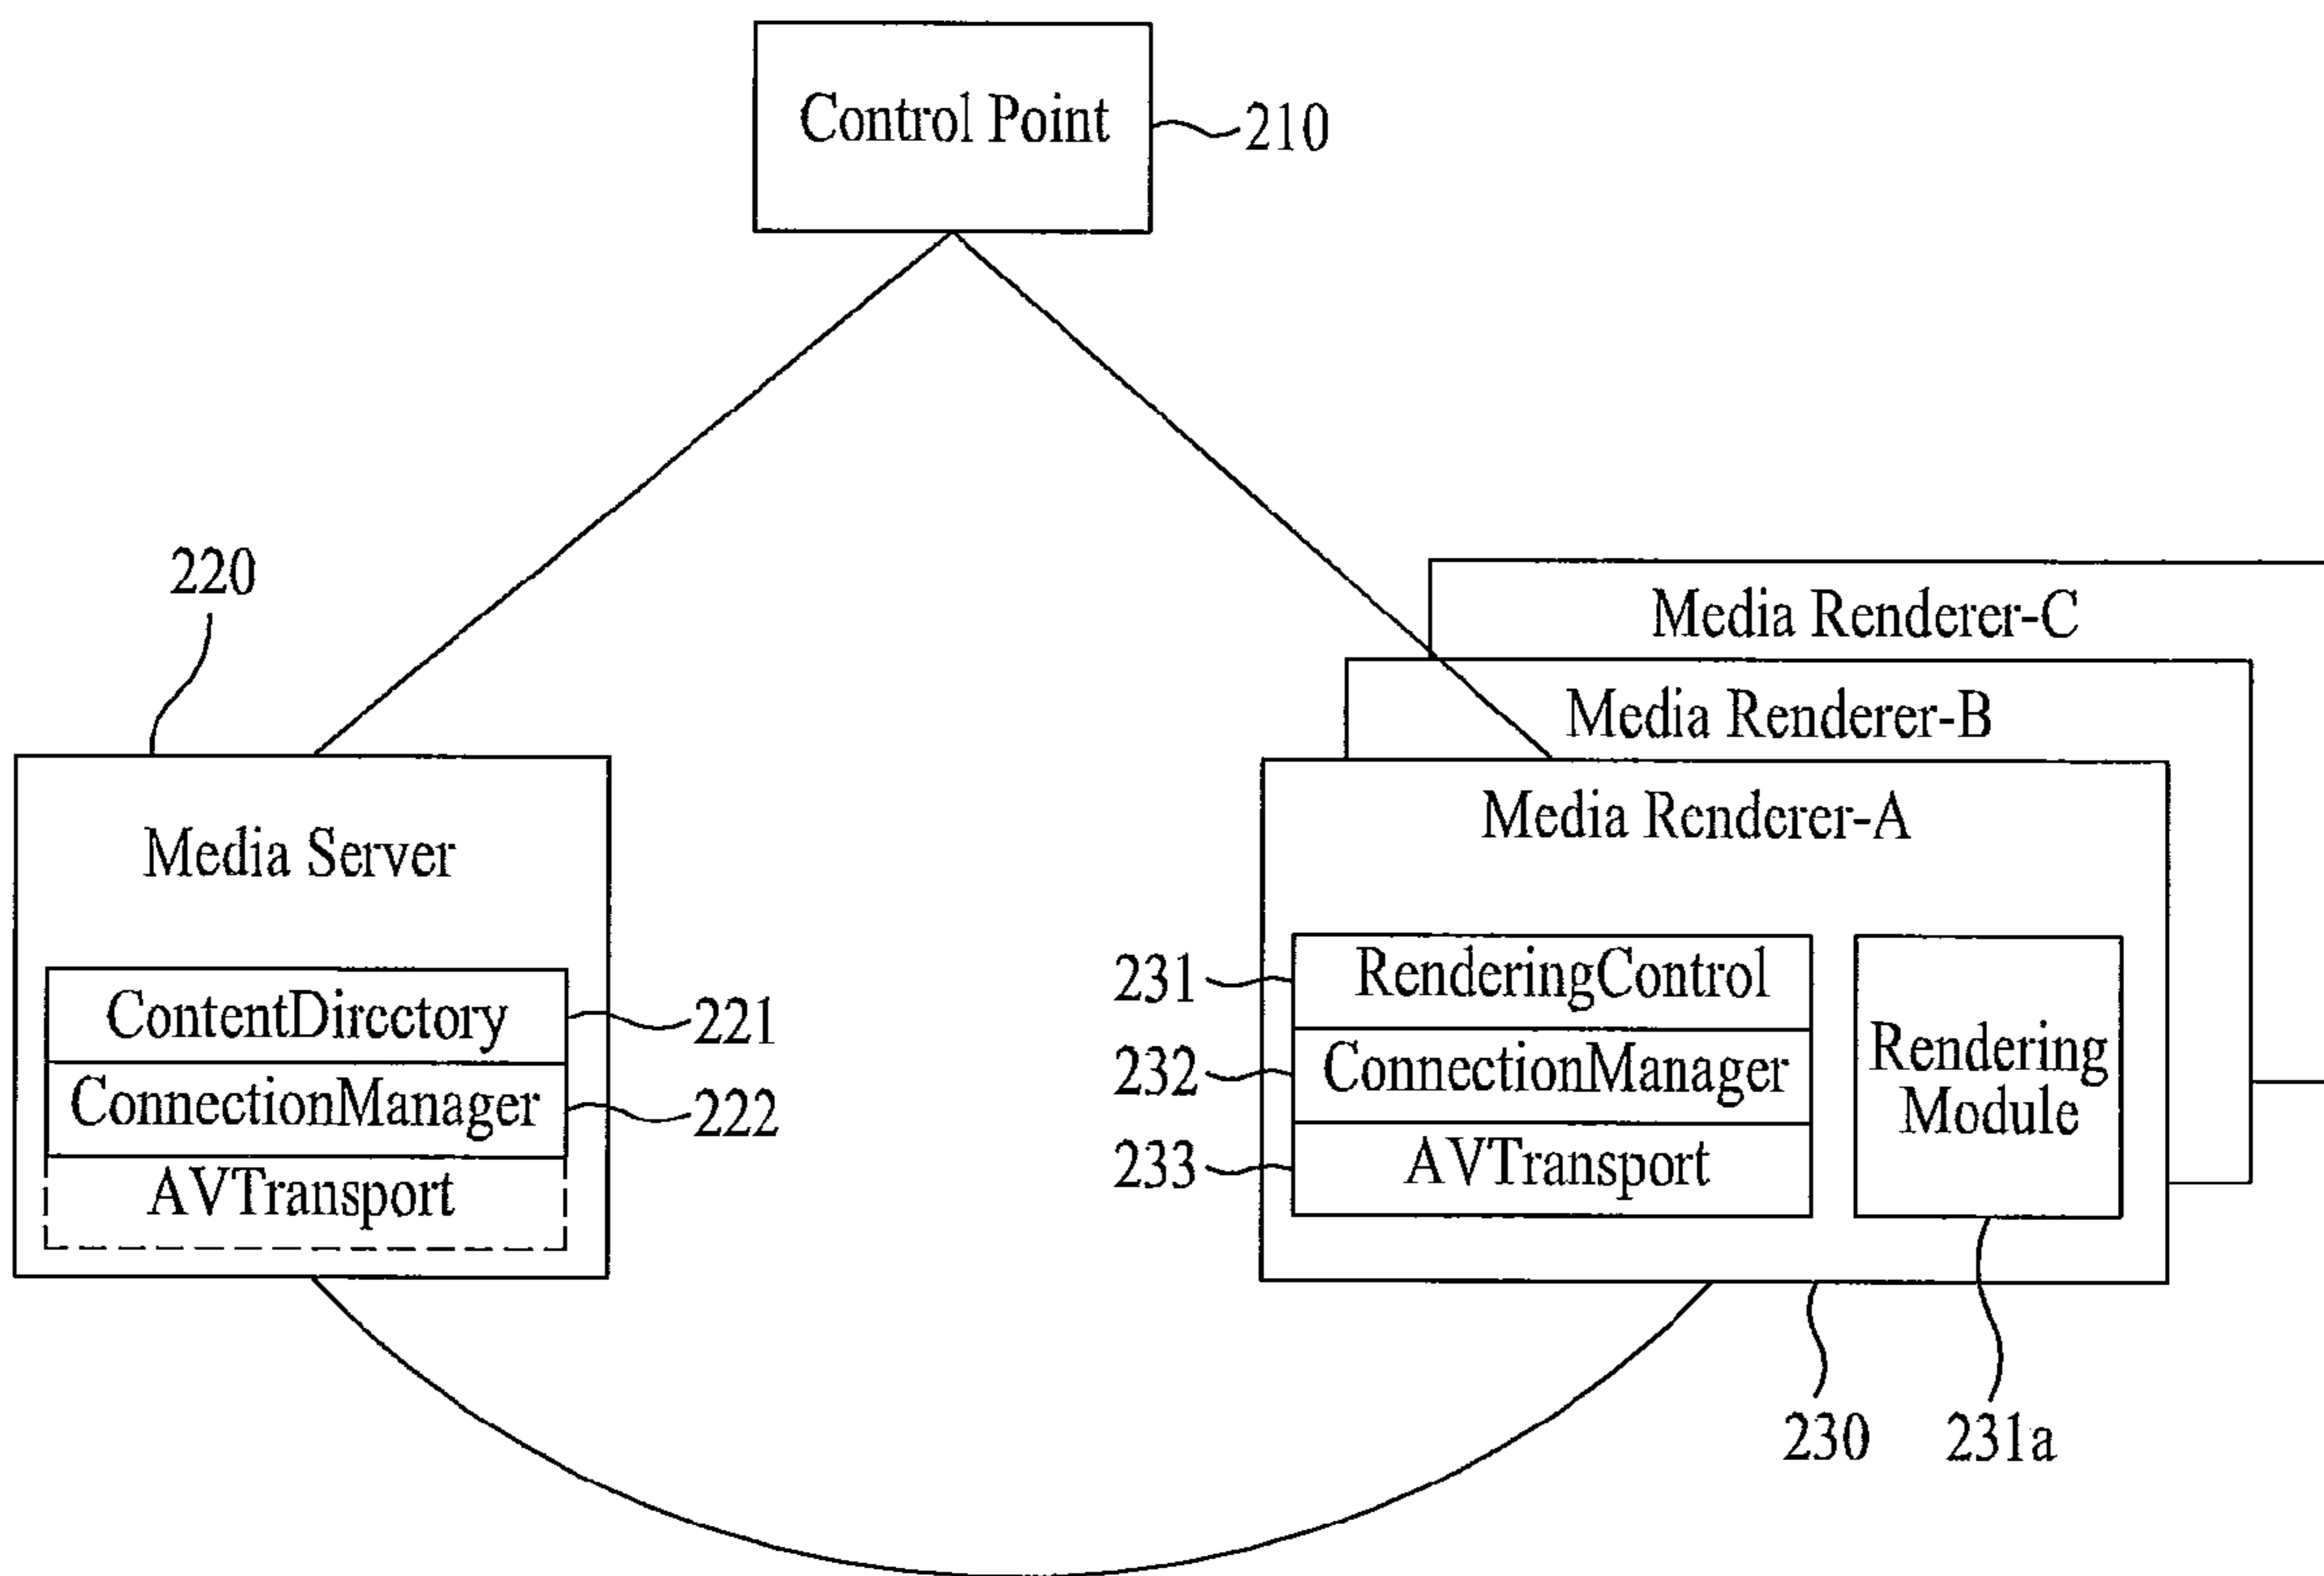 Control Point
210
220
Media Renderer-C
Media Renderer-B
Media Renderer-A
Media Server
ContentDirectory
221
ConnectionManager
222
AVTransport
231
RenderingControl
232
ConnectionManager
233
AVTransport
Rendering
Module
230
231a